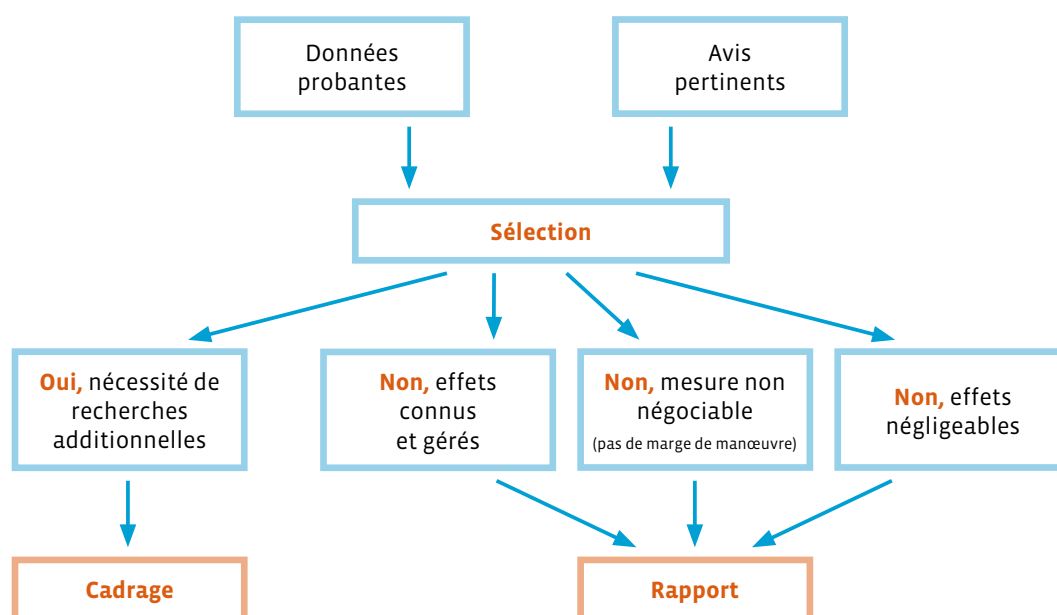 Données
probantes
Avis
pertinents
Sélection
Oui, nécessité de
recherches
additionnelles
Non, effets
connus
et gérés
Non, mesure non
négociable
(pas de marge de manœuvre)
Non, effets
négligeables
Cadrage
Rapport